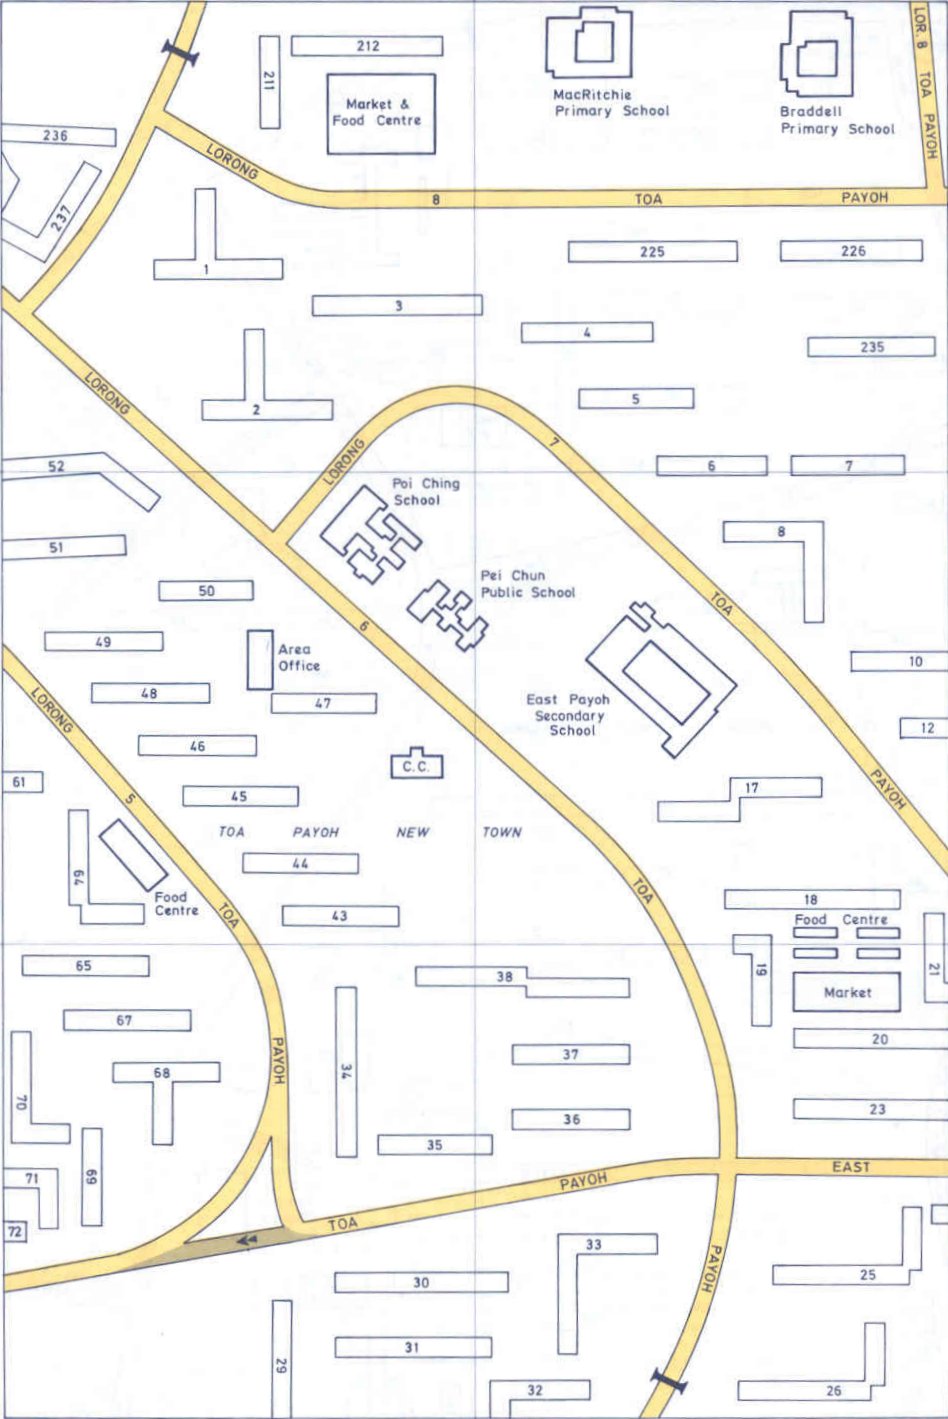 212
211
Market &
Food Centre
MacRitchie
Primary School
Braddell
Primary School
LOR. 8 TOA PAYOH
236
237
LORONG 8 TOA PAYOH
1
225
226
3
4
235
2
5
LORONG 7 TOA PAYOH
6
7
52
Poi Ching
School
8
51
Pei Chun
Public School
50
49
Area
Office
10
48
47
East Payoh
Secondary
School
12
46
C.C.
61
45
17
TOA PAYOH NEW TOWN
LORONG 6 TOA PAYOH
LORONG 5 TOA PAYOH
44
64
Food
Centre
43
18
Food Centre
19
21
65
38
Market
67
34
37
20
68
70
36
23
35
69
71
72
TOA PAYOH EAST
33
25
30
31
29
32
26